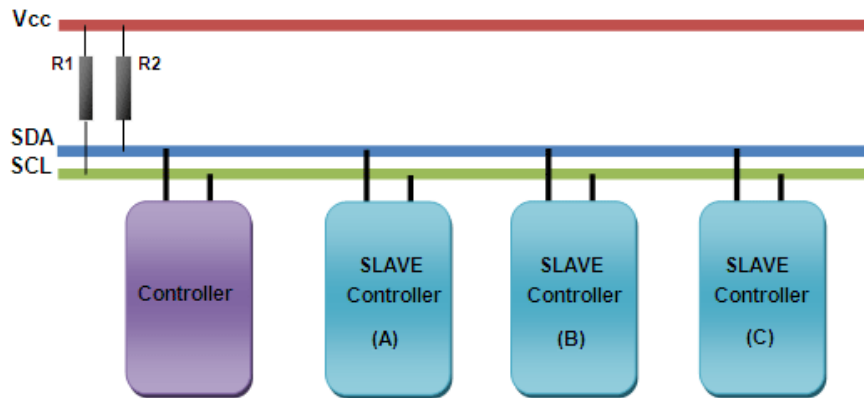 Vcc
R1 R2
SDA
SCL
Controller
SLAVE
Controller
(A)
SLAVE
Controller
(B)
SLAVE
Controller
(C)